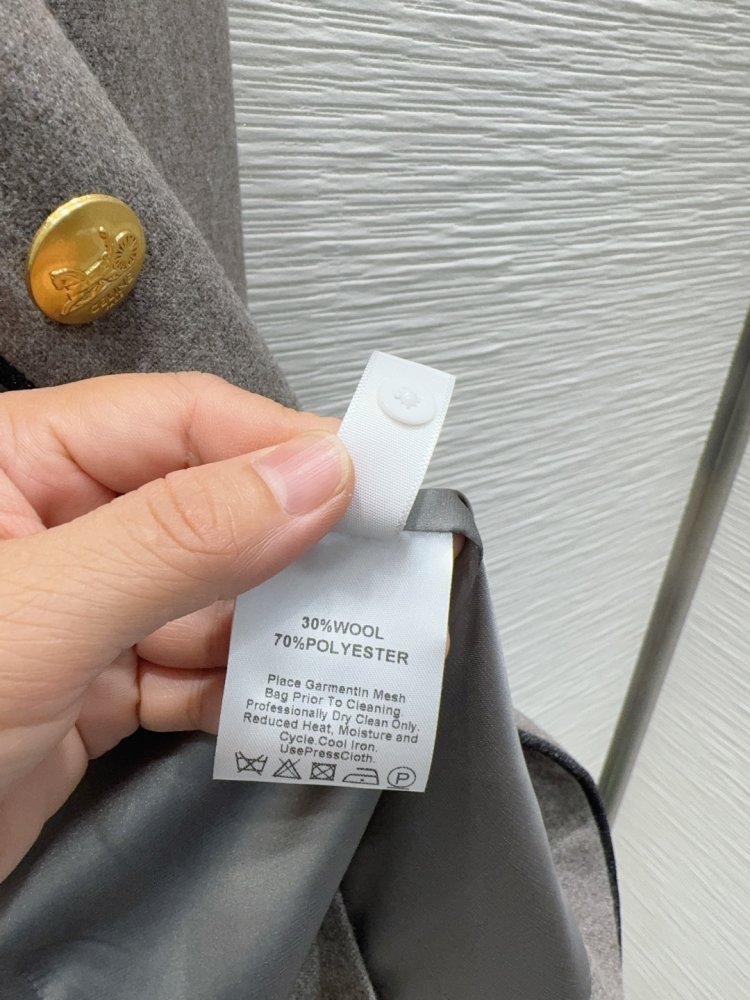 CELINE
30%WOOL
70%POLYESTER
Place GarmentIn Mesh
Bag Prior To Cleaning
Professionally Dry Clean Only.
Reduced Heat, Moisture and
Cycle.Cool Iron.
UsePressCloth.
P